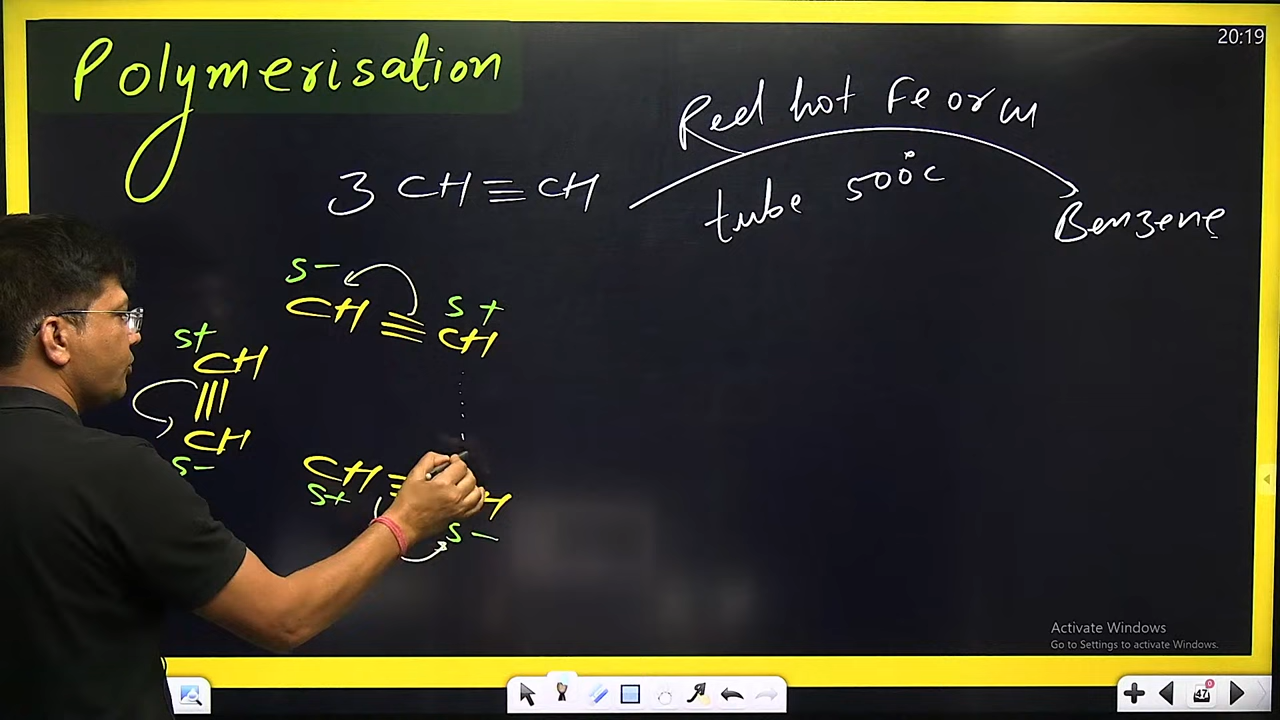 20:19
Polymerisation
Red hot Fe or Cu
3 CH≡CH
tube 500°C
Benzene
δ-
CH≡CH
δ+
δ+
CH
|||
CH
δ-
CH≡
H
δ+
δ-
Activate Windows
Go to Settings to activate Windows.
47